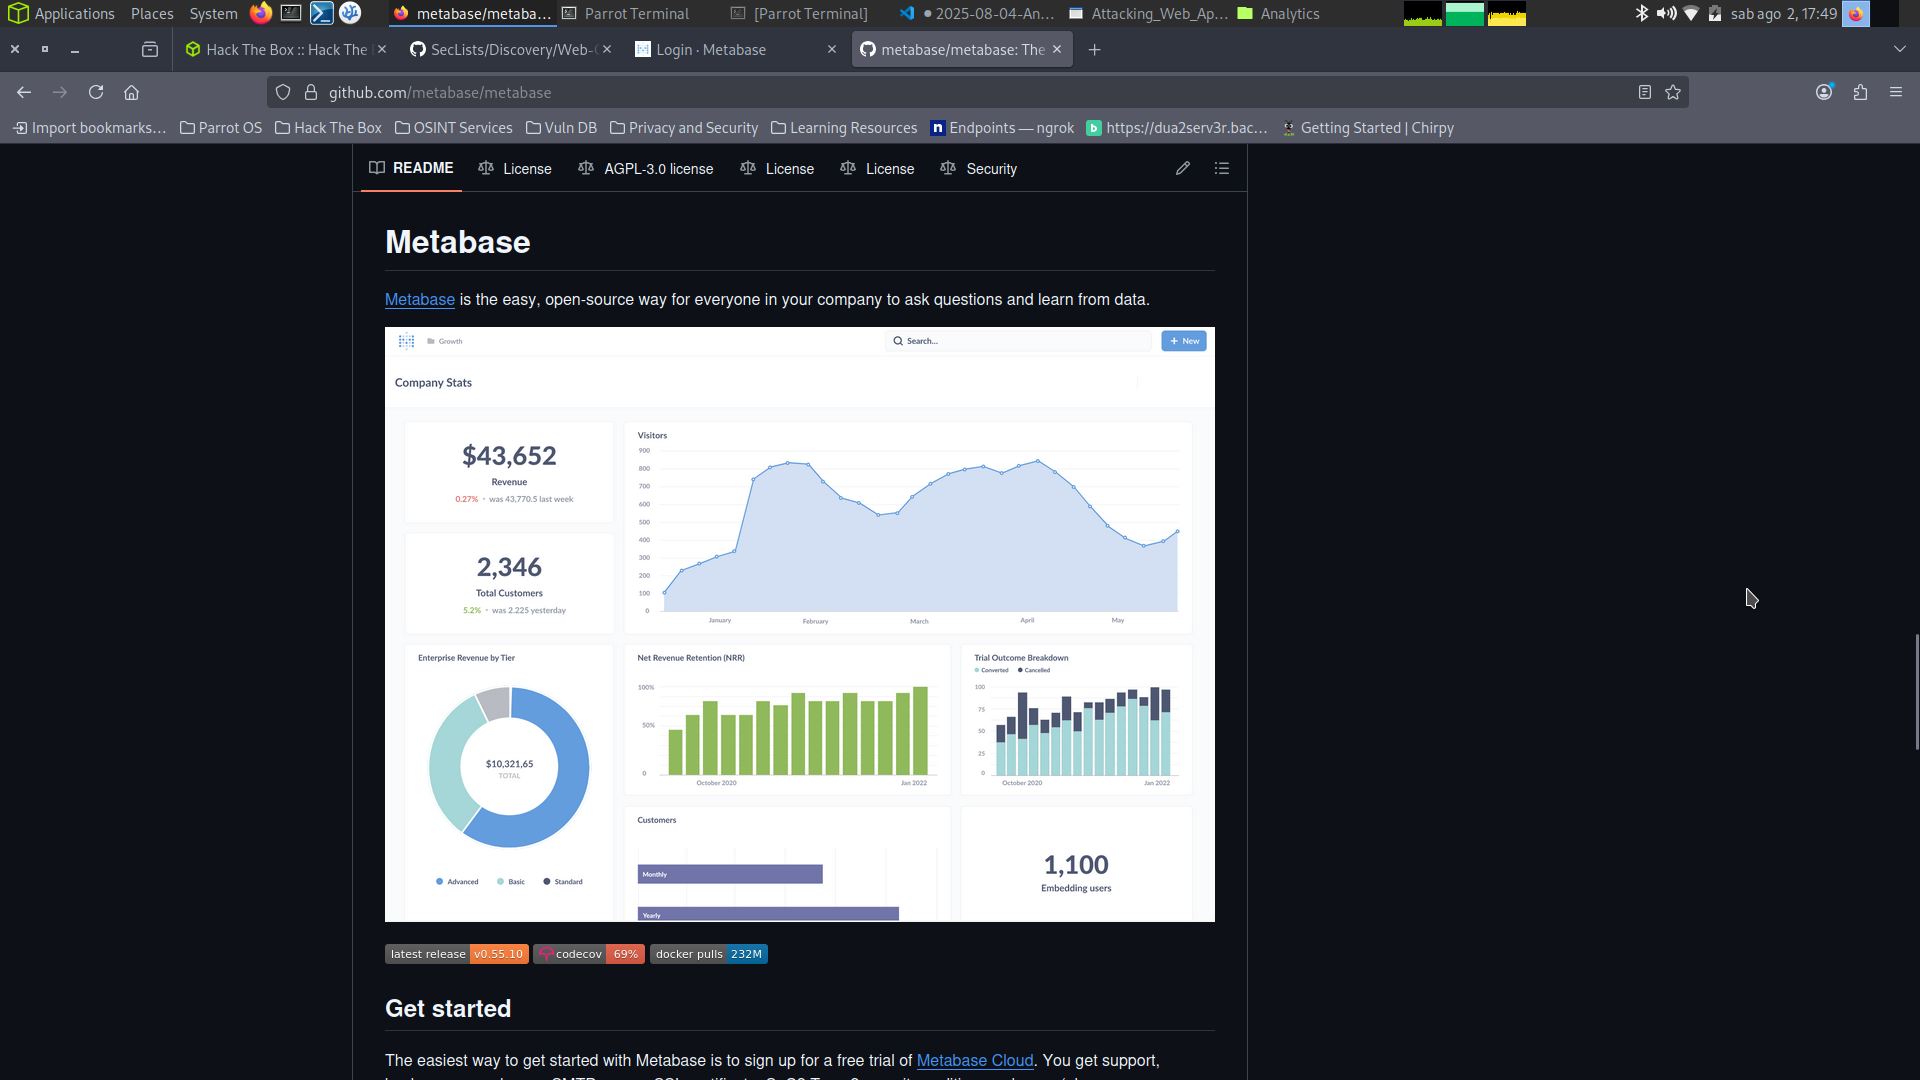 Applications Places System metabase/metaba... Parrot Terminal [Parrot Terminal] 2025-08-04-An... Attacking_Web_Ap... Analytics sab ago 2, 17:49
Hack The Box :: Hack The SecLists/Discovery/Web- Login · Metabase metabase/metabase: The
github.com/metabase/metabase
Import bookmarks... Parrot OS Hack The Box OSINT Services Vuln DB Privacy and Security Learning Resources Endpoints — ngrok https://dua2serv3r.bac... Getting Started | Chirpy
README License AGPL-3.0 license License License Security
Metabase
Metabase is the easy, open-source way for everyone in your company to ask questions and learn from data.
Growth Search... + New
Company Stats
$43,652
Revenue
0.27% • was 43,770.5 last week
2,346
Total Customers
5.2% • was 2.225 yesterday
Visitors
900
800
700
600
500
400
300
200
100
0
January February March April May
Enterprise Revenue by Tier
$10,321,65
TOTAL
Advanced Basic Standard
Net Revenue Retention (NRR)
100%
50%
0
October 2020 Jan 2022
Trial Outcome Breakdown
Converted Cancelled
100
75
50
25
0
October 2020 Jan 2022
Customers
Monthly
Yearly
1,100
Embedding users
latest release v0.55.10 codecov 69% docker pulls 232M
Get started
The easiest way to get started with Metabase is to sign up for a free trial of Metabase Cloud. You get support,